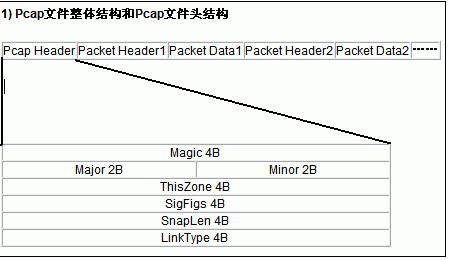 1) Pcap文件整体结构和Pcap文件头结构
Pcap Header Packet Header1 Packet Data1 Packet Header2 Packet Data2 -----
Magic 4B
Major 2B Minor 2B
ThisZone 4B
SigFigs 4B
SnapLen 4B
LinkType 4B